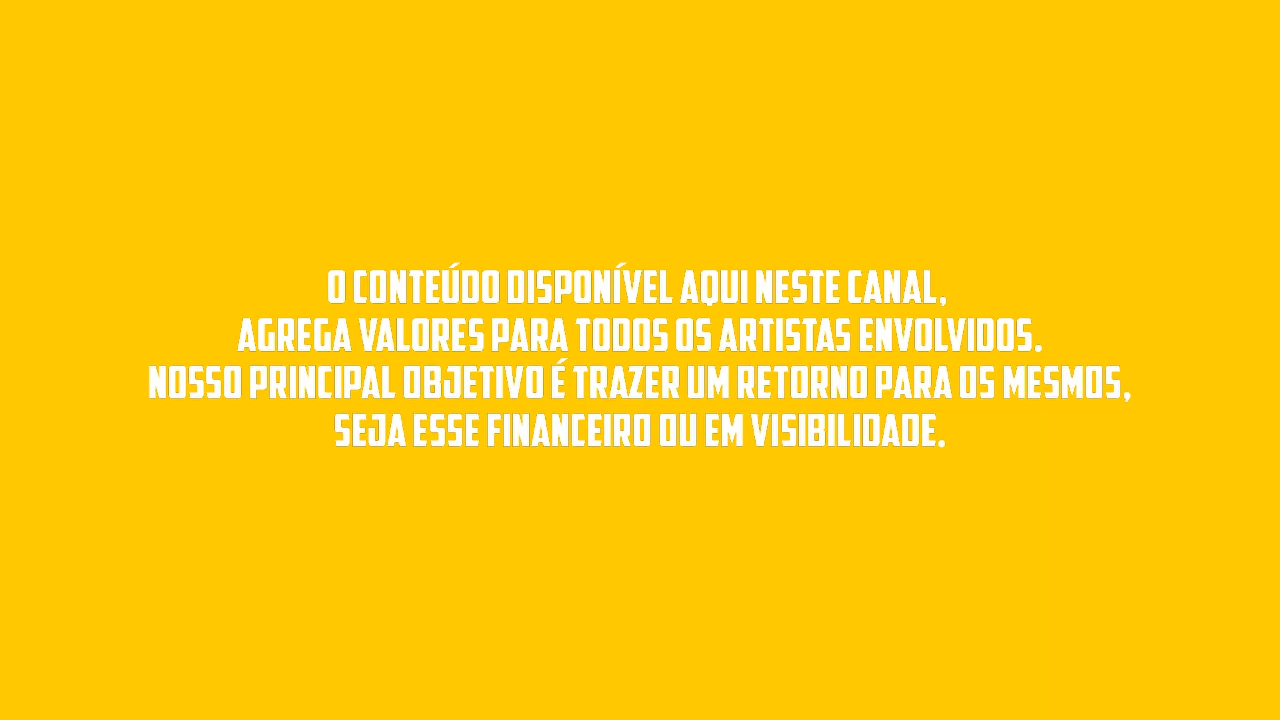 O CONTEÚDO DISPONÍVEL AQUI NESTE CANAL,
AGREGA VALORES PARA TODOS OS ARTISTAS ENVOLVIDOS.
NOSSO PRINCIPAL OBJETIVO É TRAZER UM RETORNO PARA OS MESMOS,
SEJA ESSE FINANCEIRO OU EM VISIBILIDADE.